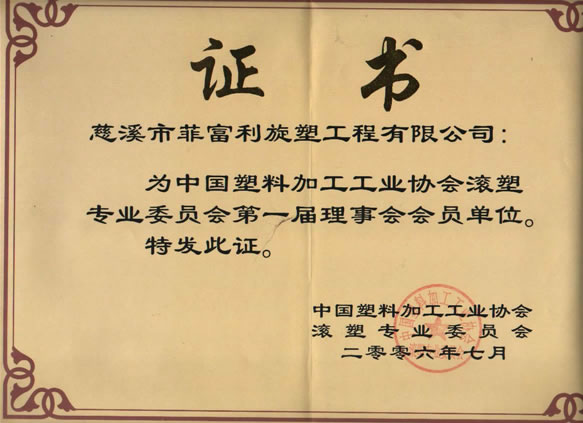 证书
慈溪市菲富利旋塑工程有限公司：
为中国塑料加工工业协会滚塑
专业委员会第一届理事会会员单位。
特发此证。
中国塑料加工工业协会
滚塑专业委员会
二零零六年七月